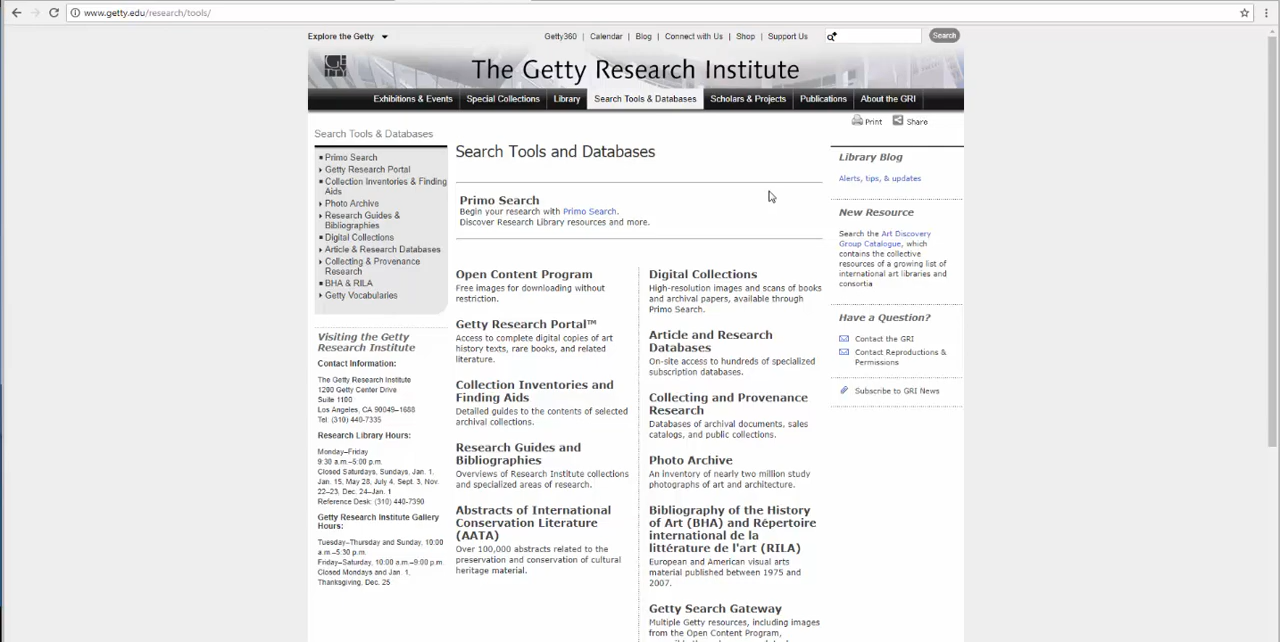 www.getty.edu/research/tools/
Explore the Getty
Getty360 | Calendar | Blog | Connect with Us | Shop | Support Us
Search
GE
TTY
The Getty Research Institute
Exhibitions & Events
Special Collections
Library
Search Tools & Databases
Scholars & Projects
Publications
About the GRI
Print
Share
Search Tools & Databases
Primo Search
Getty Research Portal
Collection Inventories & Finding
Aids
Photo Archive
Research Guides &
Bibliographies
Digital Collections
Article & Research Databases
Collecting & Provenance
Research
BHA & RILA
Getty Vocabularies
Visiting the Getty
Research Institute
Contact Information:
The Getty Research Institute
1200 Getty Center Drive
Suite 1100
Los Angeles, CA 90049–1688
Tel. (310) 440-7335
Research Library Hours:
Monday–Friday
9:30 a.m.–5:00 p.m.
Closed Saturdays, Sundays, Jan. 1,
Jan. 15, May 28, July 4, Sept. 3, Nov.
22–23, Dec. 24–Jan. 1
Reference Desk: (310) 440-7390
Getty Research Institute Gallery
Hours:
Tuesday–Thursday and Sunday, 10:00
a.m.–5:30 p.m.
Friday–Saturday, 10:00 a.m.–9:00 p.m.
Closed Mondays and Jan. 1,
Thanksgiving, Dec. 25
Search Tools and Databases
Primo Search
Begin your research with Primo Search.
Discover Research Library resources and more.
Open Content Program
Free images for downloading without
restriction.
Getty Research Portal™
Access to complete digital copies of art
history texts, rare books, and related
literature.
Collection Inventories and
Finding Aids
Detailed guides to the contents of selected
archival collections.
Research Guides and
Bibliographies
Overviews of Research Institute collections
and specialized areas of research.
Abstracts of International
Conservation Literature
(AATA)
Over 100,000 abstracts related to the
preservation and conservation of cultural
heritage material.
Digital Collections
High-resolution images and scans of books
and archival papers, available through
Primo Search.
Article and Research
Databases
On-site access to hundreds of specialized
subscription databases.
Collecting and Provenance
Research
Databases of archival documents, sales
catalogs, and public collections.
Photo Archive
An inventory of nearly two million study
photographs of art and architecture.
Bibliography of the History
of Art (BHA) and Répertoire
international de la
littérature de l'art (RILA)
European and American visual arts
material published between 1975 and
2007.
Getty Search Gateway
Multiple Getty resources, including images
from the Open Content Program,
Library Blog
Alerts, tips, & updates
New Resource
Search the Art Discovery
Group Catalogue, which
contains the collective
resources of a growing list of
international art libraries and
consortia
Have a Question?
Contact the GRI
Contact Reproductions &
Permissions
Subscribe to GRI News